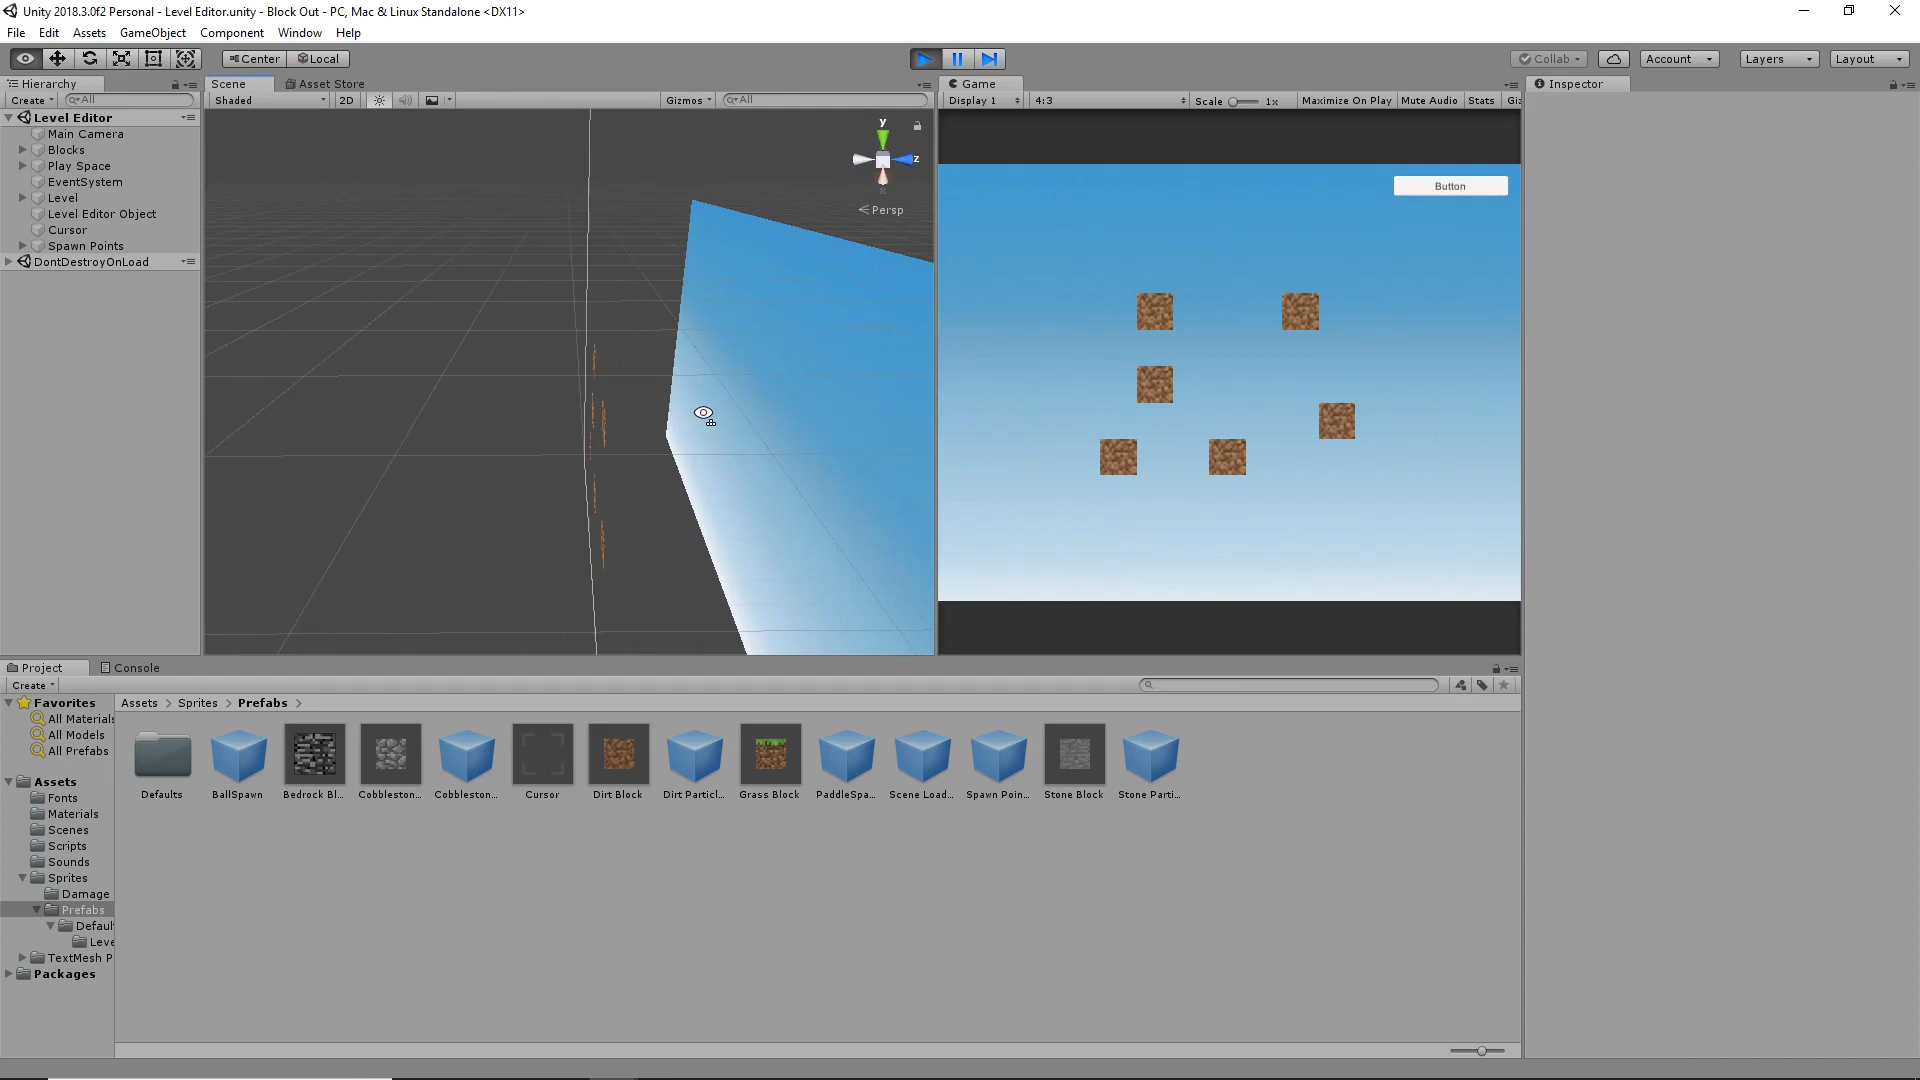 Unity 2018.3.0f2 Personal - Level Editor.unity - Block Out - PC, Mac & Linux Standalone <DX11>
File Edit Assets GameObject Component Window Help
Center Local Collab Account Layers Layout
Hierarchy Scene Asset Store Game Inspector
Create All Shaded 2D Gizmos All Display 1 4:3 Scale 1x Maximize On Play Mute Audio Stats
Level Editor
Main Camera
Blocks
Play Space
EventSystem
Level
Level Editor Object
Cursor
Spawn Points
DontDestroyOnLoad
y
z
x
Persp
Button
Project Console
Create
Favorites
All Materials
All Models
All Prefabs
Assets
Fonts
Materials
Scenes
Scripts
Sounds
Sprites
Damage
Prefabs
Defaul
Leve
TextMesh P
Packages
Assets Sprites Prefabs
Defaults BallSpawn Bedrock Bl... Cobbleston... Cobbleston... Cursor Dirt Block Dirt Particl... Grass Block PaddleSpa... Scene Load... Spawn Poin... Stone Block Stone Parti...